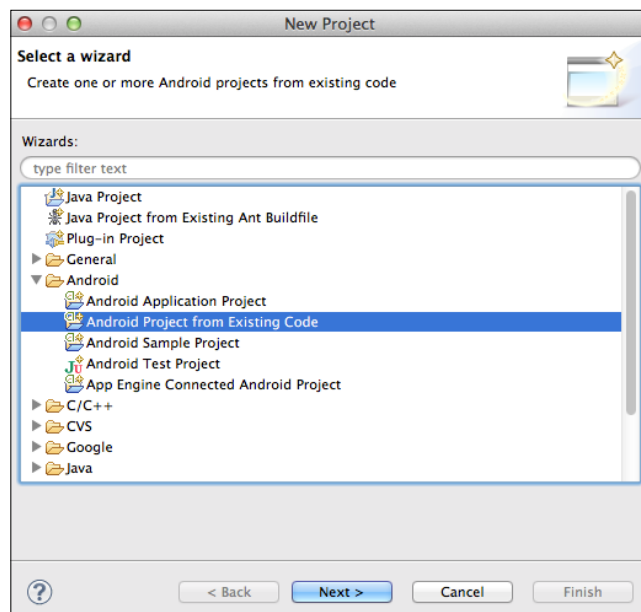 New Project
Select a wizard
Create one or more Android projects from existing code
Wizards:
type filter text
Java Project
Java Project from Existing Ant Buildfile
Plug-in Project
General
Android
Android Application Project
Android Project from Existing Code
Android Sample Project
Android Test Project
App Engine Connected Android Project
C/C++
CVS
Google
Java
? < Back Next > Cancel Finish